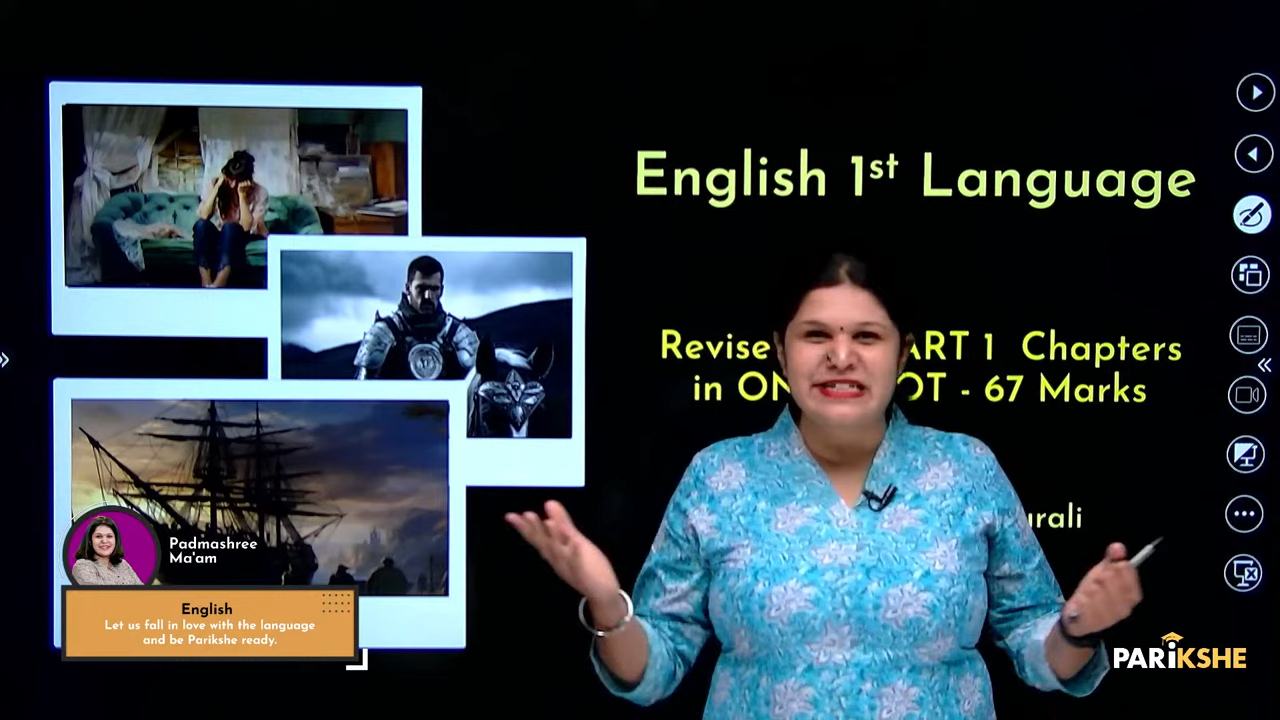 English 1st Language
Revise ART 1 Chapters
in ON OT - 67 Marks
urali
Padmashree
Ma'am
English
Let us fall in love with the language
and be Parikshe ready.
PARIKSHE